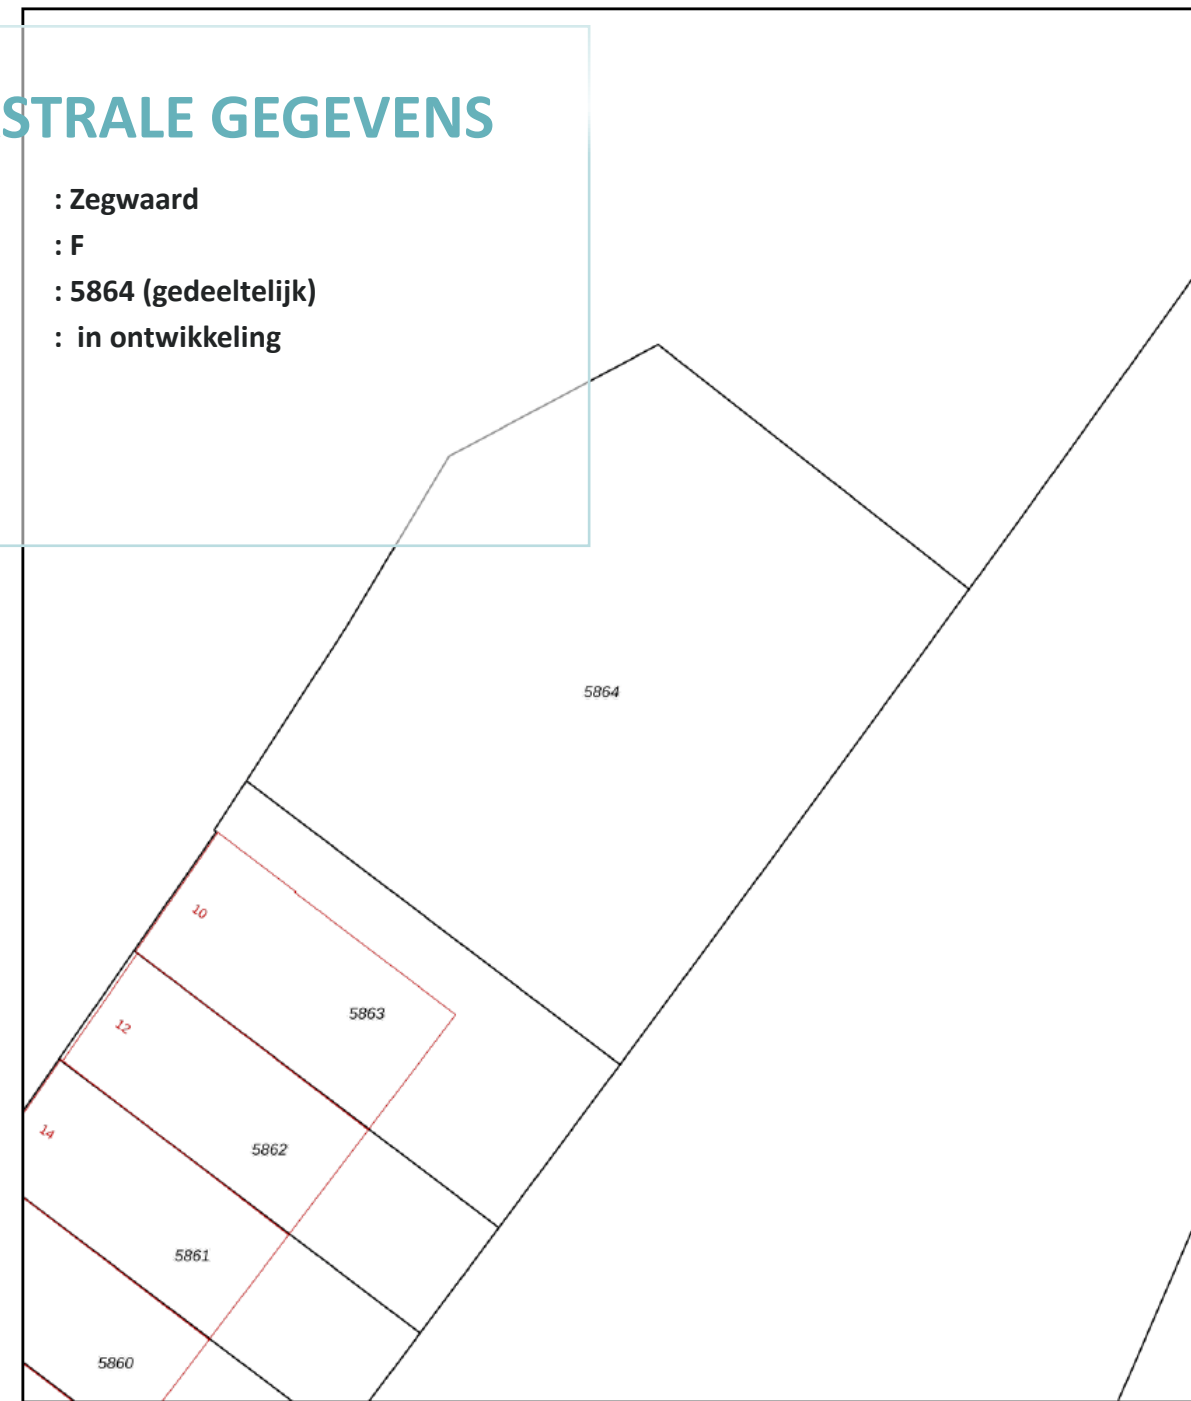 STRALE GEGEVENS
: Zegwaard
: F
: 5864 (gedeeltelijk)
: in ontwikkeling
5864
10
5863
12
14
5862
5861
5860